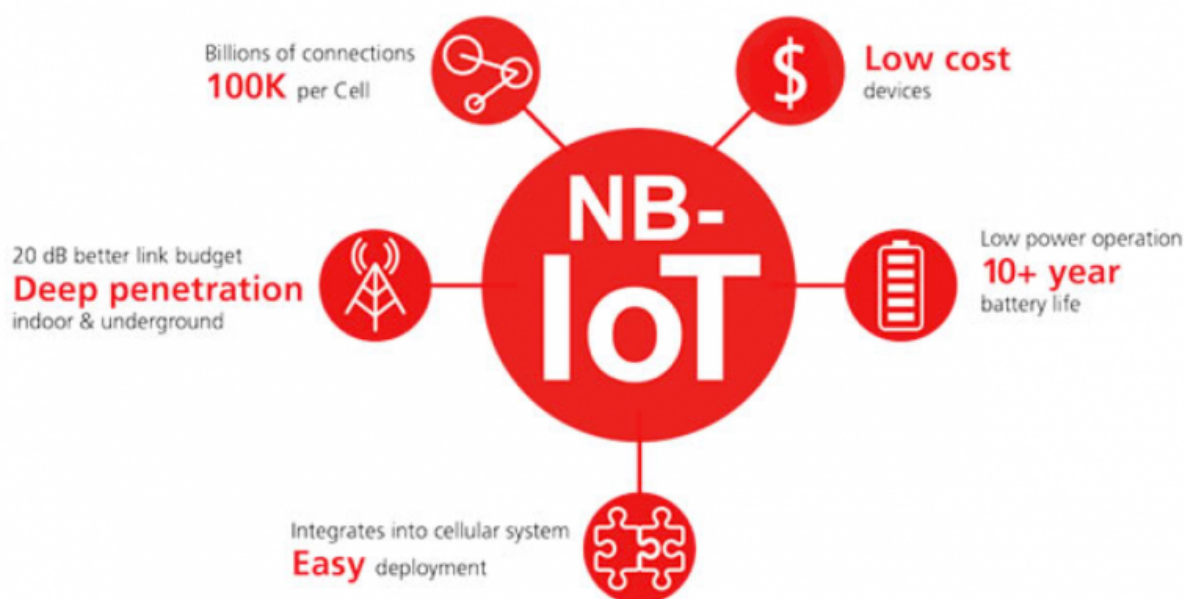 Billions of connections
100K per Cell
$
Low cost
devices
NB-
IoT
20 dB better link budget
Deep penetration
indoor & underground
Low power operation
10+ year
battery life
Integrates into cellular system
Easy deployment